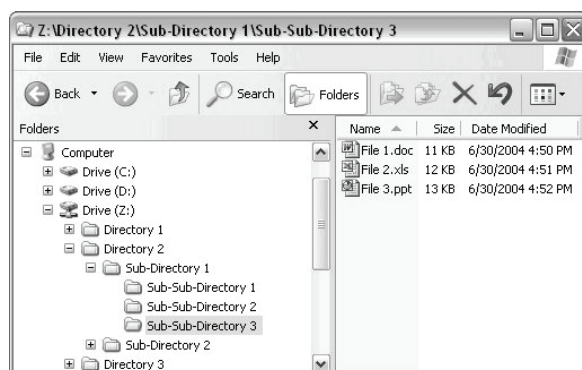 Z:\Directory 2\Sub-Directory 1\Sub-Sub-Directory 3
File Edit View Favorites Tools Help
Back Search Folders
Folders
Computer
Drive (C:)
Drive (D:)
Drive (Z:)
Directory 1
Directory 2
Sub-Directory 1
Sub-Sub-Directory 1
Sub-Sub-Directory 2
Sub-Sub-Directory 3
Sub-Directory 2
Directory 3
Name Size Date Modified
File 1.doc 11 KB 6/30/2004 4:50 PM
File 2.xls 12 KB 6/30/2004 4:51 PM
File 3.ppt 13 KB 6/30/2004 4:52 PM